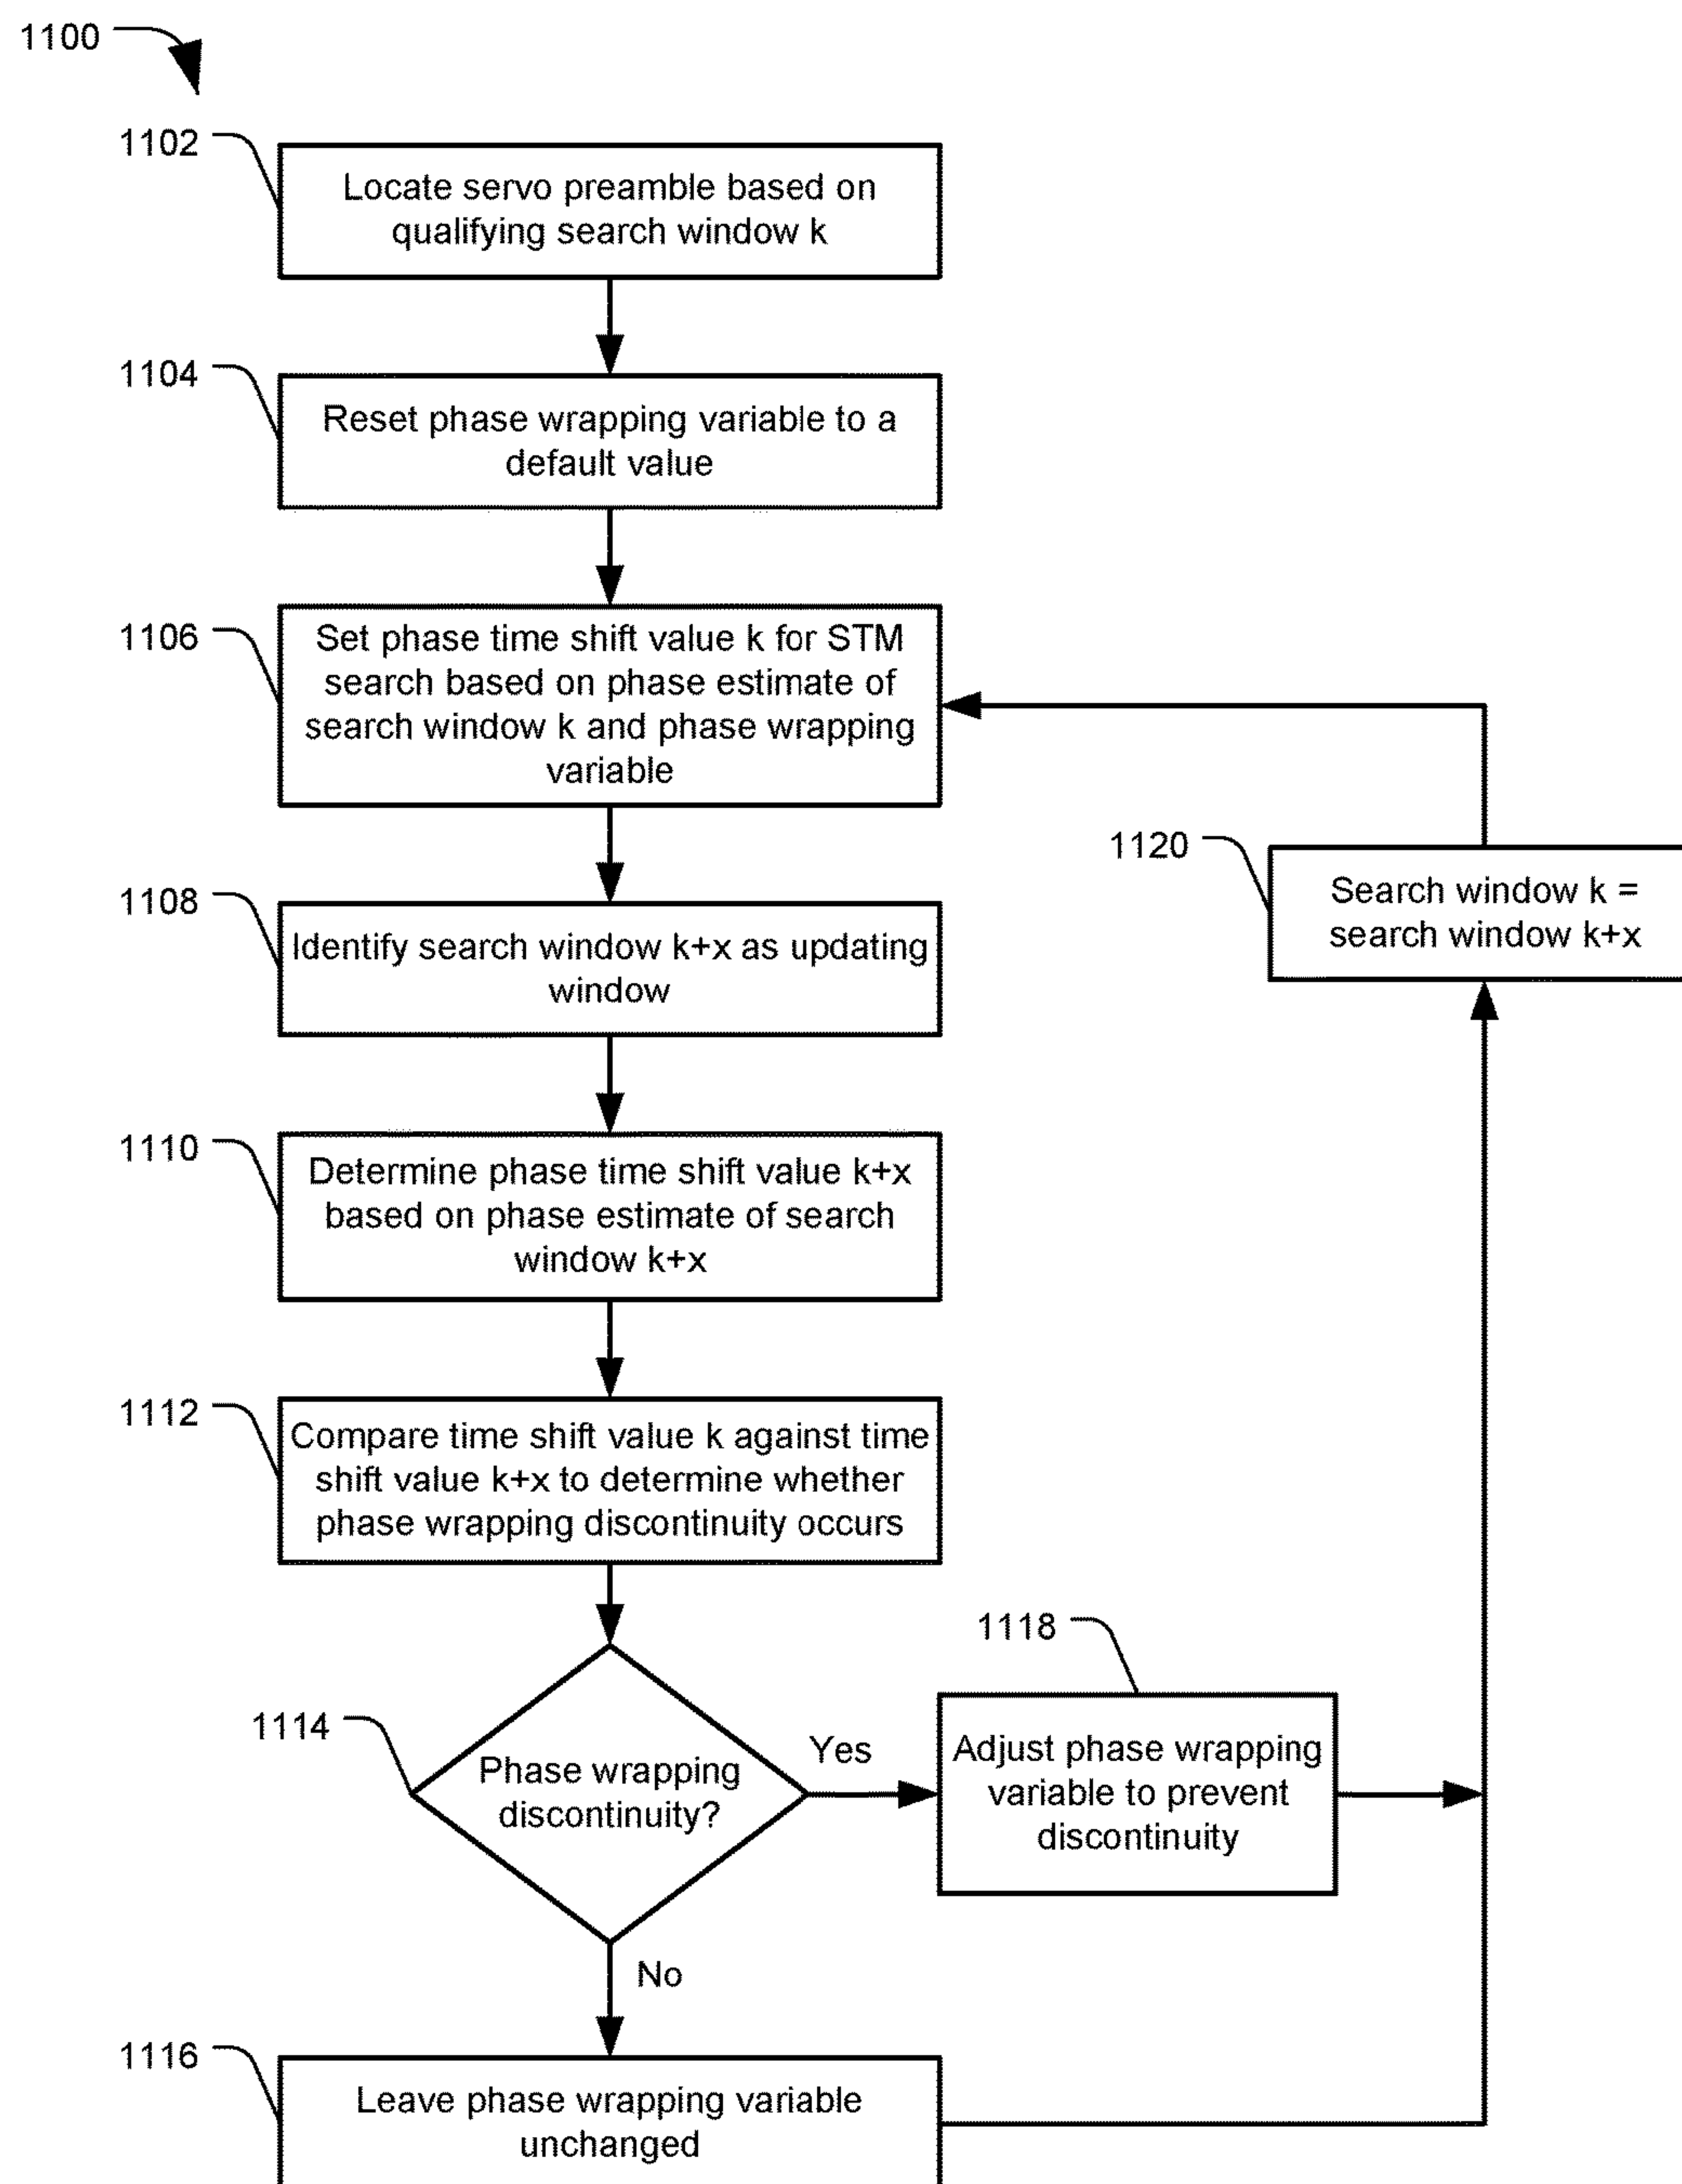 1100
1102
Locate servo preamble based on
qualifying search window k
1104
Reset phase wrapping variable to a
default value
1106
Set phase time shift value k for STM
search based on phase estimate of
search window k and phase wrapping
variable
1120
Search window k =
search window k+x
1108
Identify search window k+x as updating
window
1110
Determine phase time shift value k+x
based on phase estimate of search
window k+x
1112
Compare time shift value k against time
shift value k+x to determine whether
phase wrapping discontinuity occurs
1114
Phase wrapping
discontinuity?
Yes
1118
Adjust phase wrapping
variable to prevent
discontinuity
No
1116
Leave phase wrapping variable
unchanged